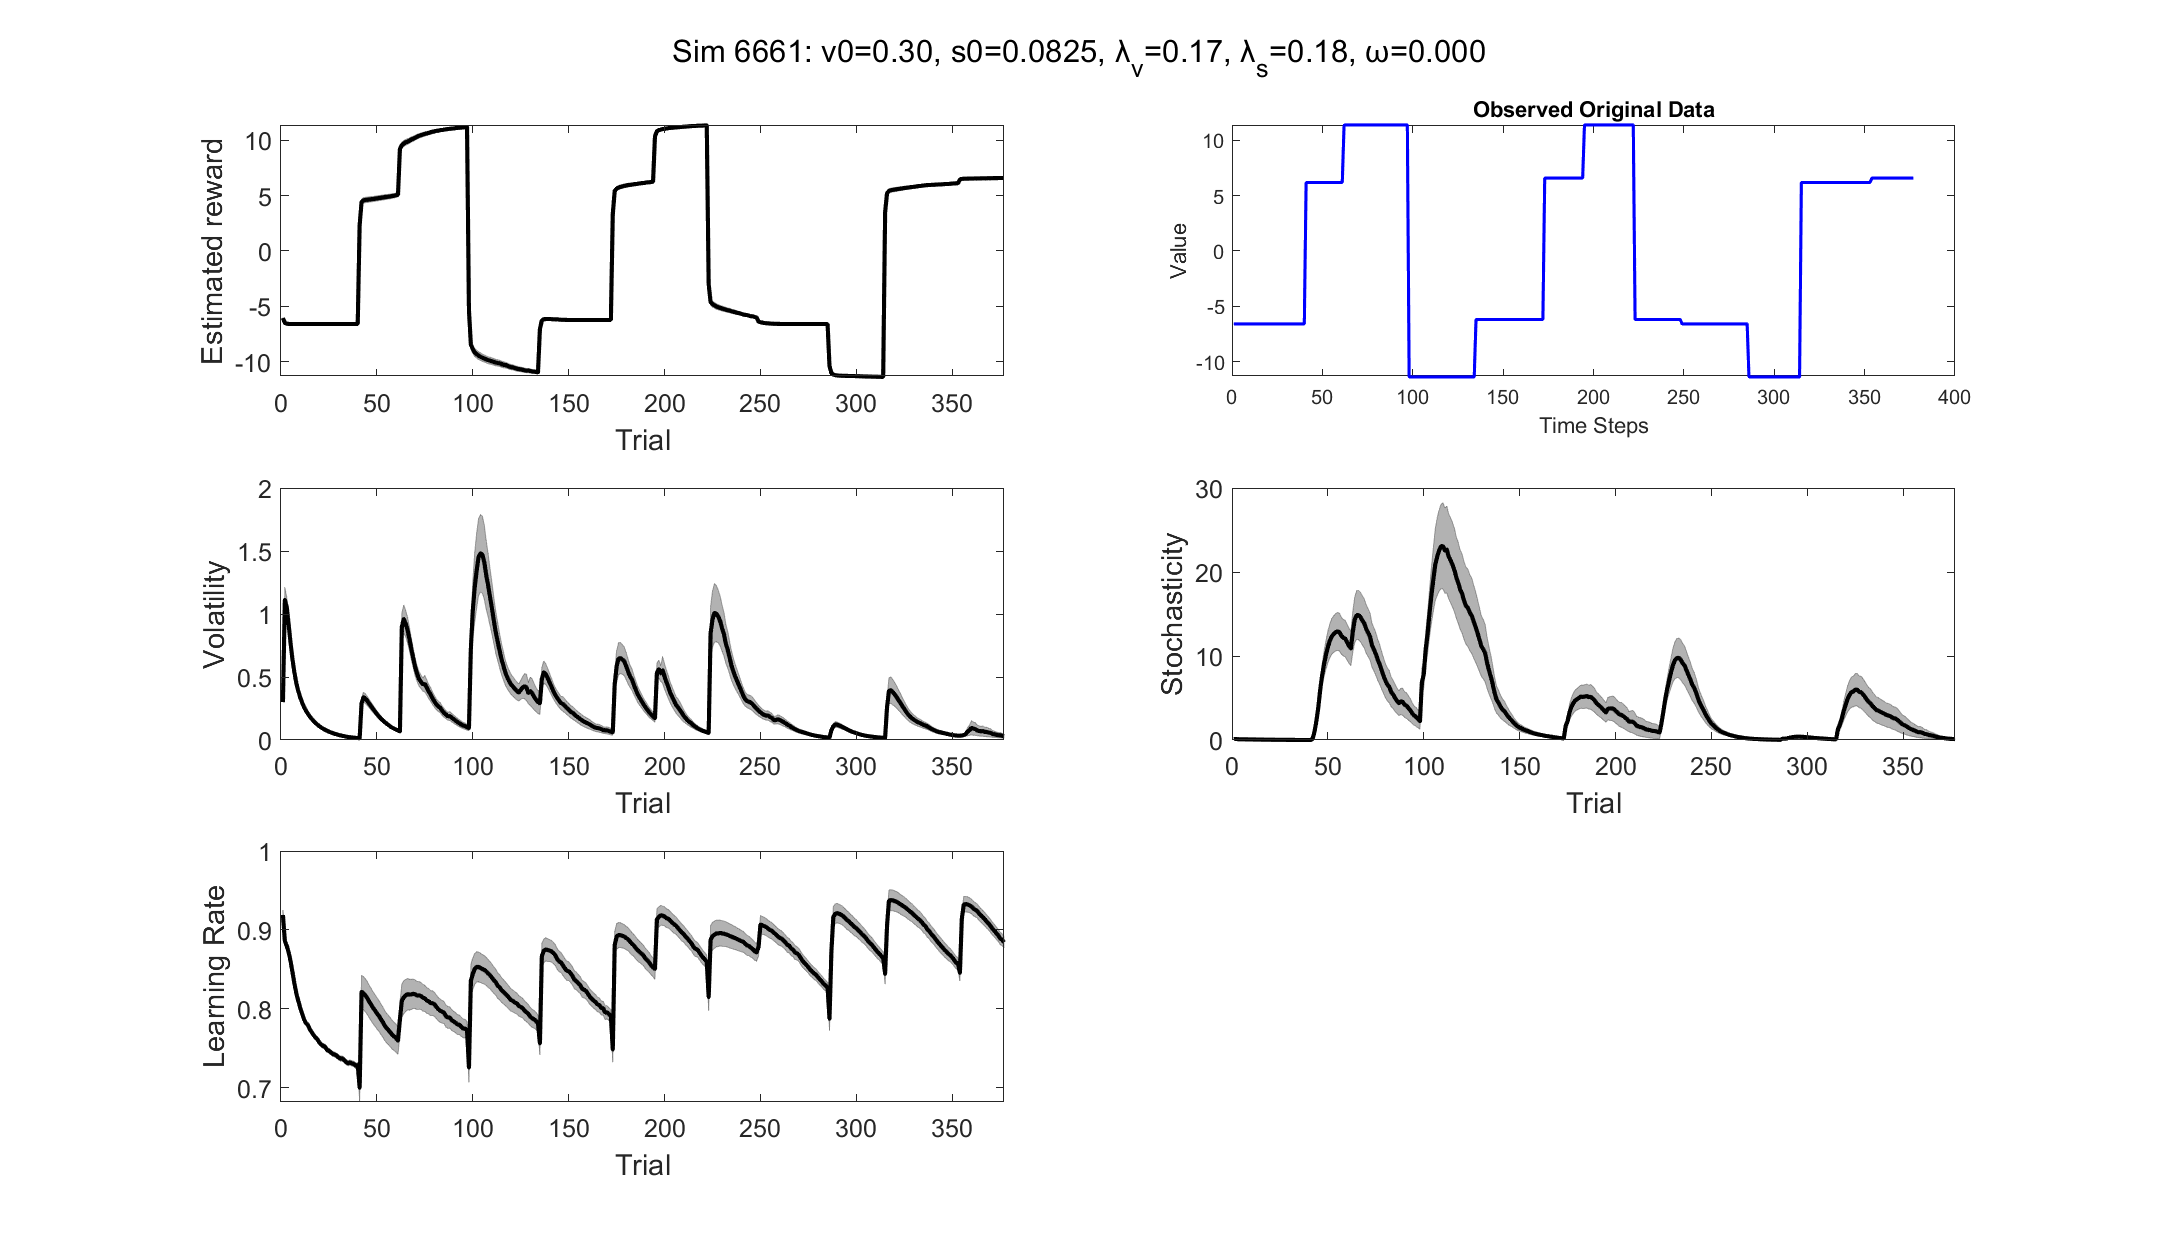 Sim 6661: v0=0.30, s0=0.0825, λ_v=0.17, λ_s=0.18, ω=0.000
Estimated reward
10
5
0
-5
-10
0 50 100 150 200 250 300 350
Trial
Observed Original Data
Value
10
5
0
-5
-10
0 50 100 150 200 250 300 350 400
Time Steps
Volatility
2
1.5
1
0.5
0
0 50 100 150 200 250 300 350
Trial
Stochasticity
30
20
10
0
0 50 100 150 200 250 300 350
Trial
Learning Rate
1
0.9
0.8
0.7
0 50 100 150 200 250 300 350
Trial